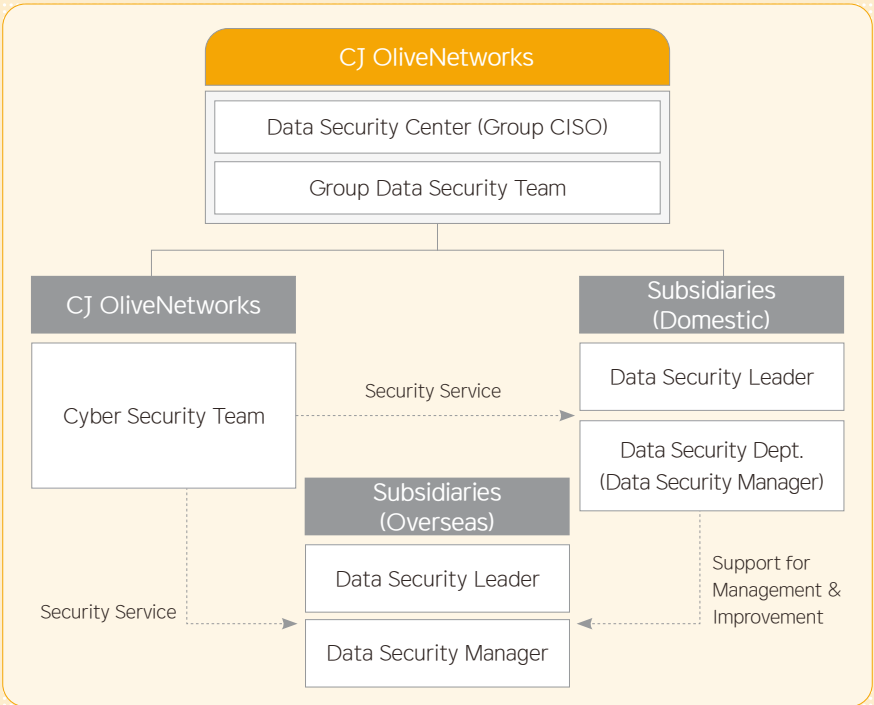 CJ OliveNetworks
Data Security Center (Group CISO)
Group Data Security Team
CJ OliveNetworks
Cyber Security Team
Security Service
Subsidiaries
(Domestic)
Data Security Leader
Data Security Dept.
(Data Security Manager)
Security Service
Subsidiaries
(Overseas)
Data Security Leader
Data Security Manager
Support for
Management &
Improvement